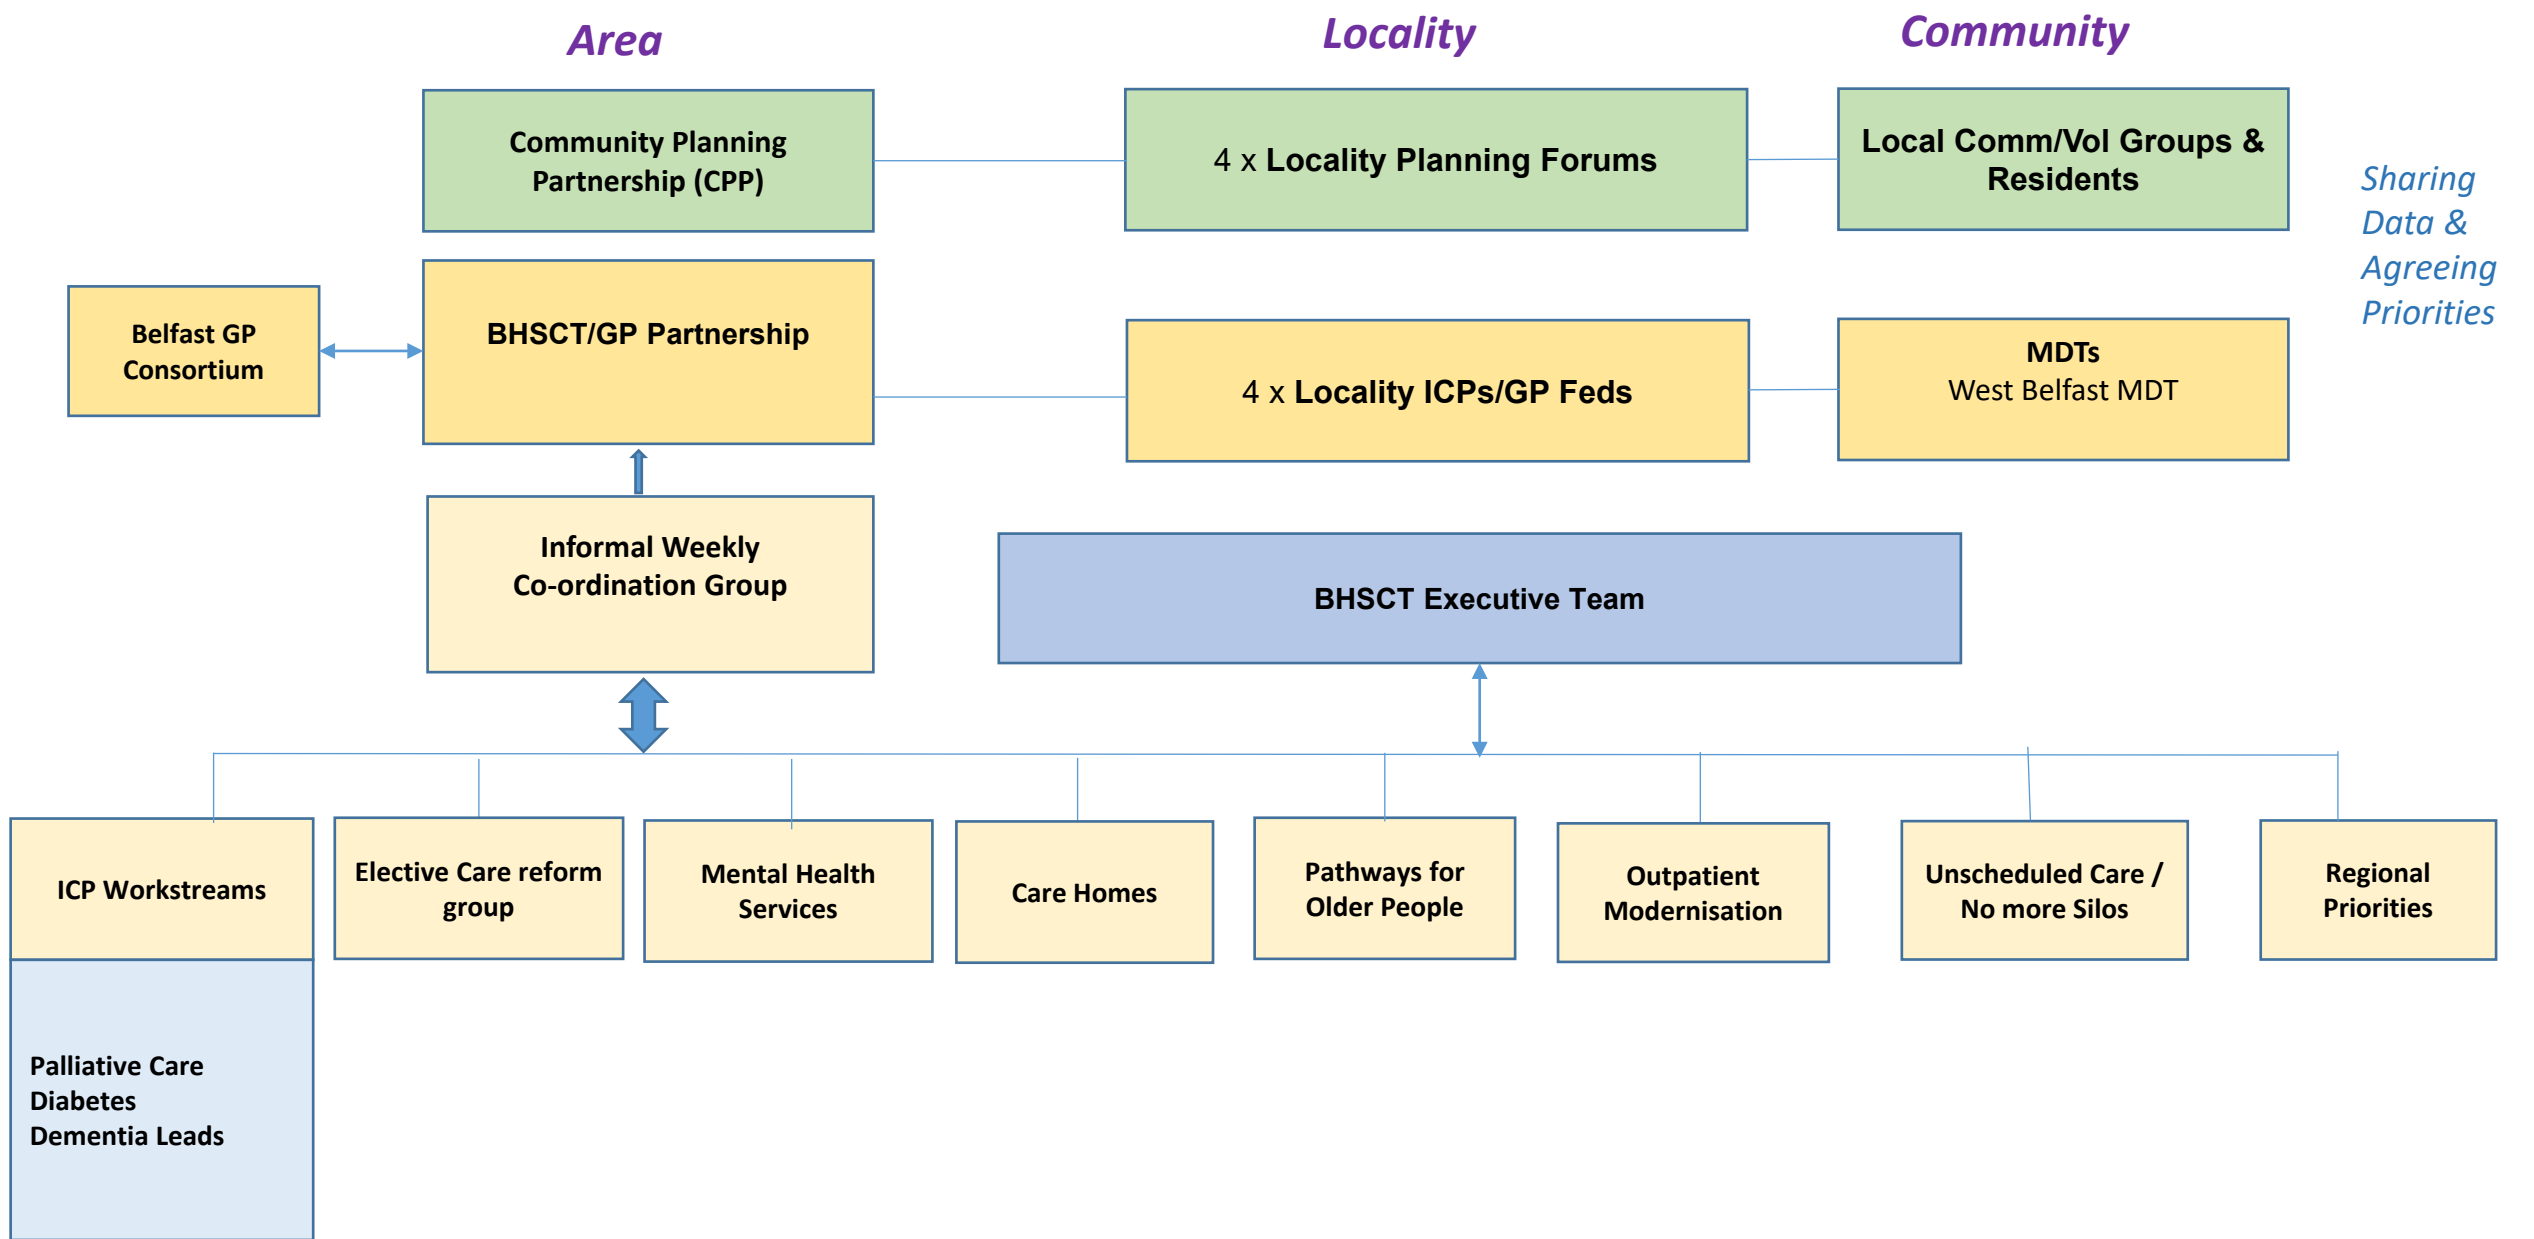 Area
Locality
Community
Community Planning
Partnership (CPP)
4 x Locality Planning Forums
Local Comm/Vol Groups &
Residents
Sharing
Data &
Agreeing
Priorities
Belfast GP
Consortium
BHSCT/GP Partnership
4 x Locality ICPs/GP Feds
MDTs
West Belfast MDT
Informal Weekly
Co-ordination Group
BHSCT Executive Team
ICP Workstreams
Elective Care reform
group
Mental Health
Services
Care Homes
Pathways for
Older People
Outpatient
Modernisation
Unscheduled Care /
No more Silos
Regional
Priorities
Palliative Care
Diabetes
Dementia Leads